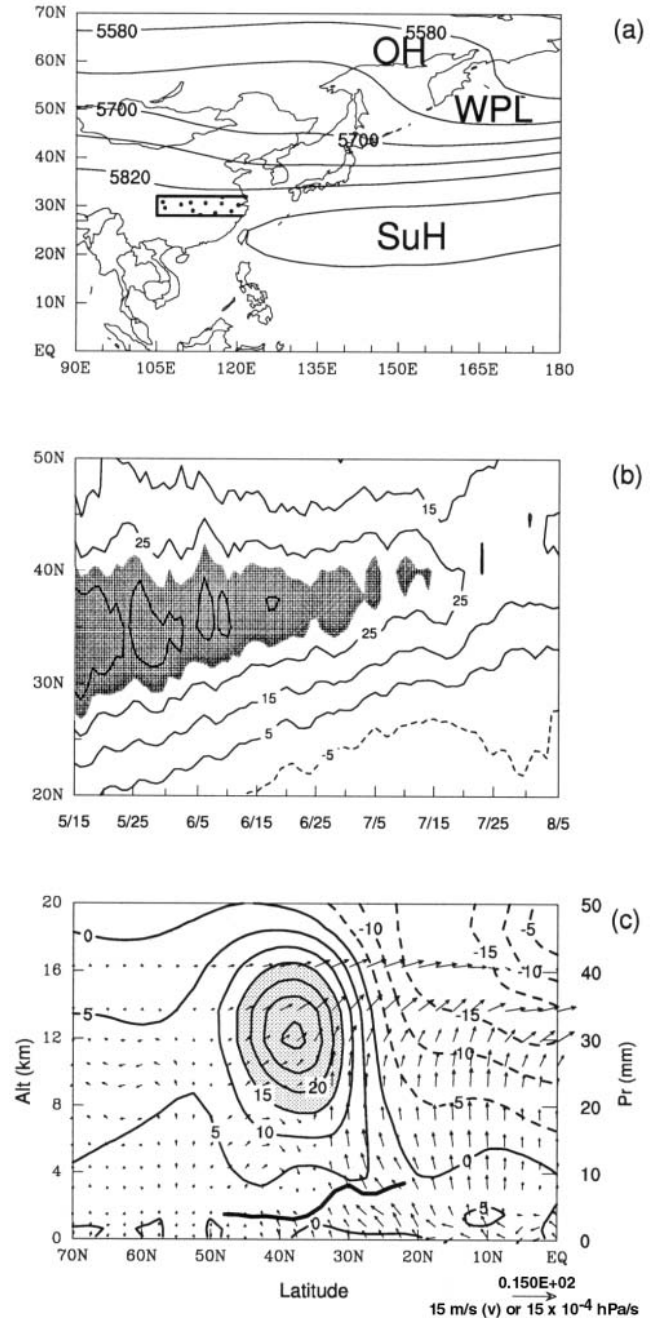 70N
60N
50N
40N
30N
20N
10N
EQ
5580
5580
OH
(a)
WPL
5700
5700
5820
SuH
90E 105E 120E 135E 150E 165E 180
50N
40N
30N
20N
(b)
15
25
25
25
15
5
-5
5/15 5/25 6/5 6/15 6/25 7/5 7/15 7/25 8/5
20
16
12
8
4
0
Alt (km)
(c)
50
40
30
20
10
0
Pr (mm)
0
-10
-5
-15
-10
5
-15
10
15
20
5
10
-5
0
5
0
70N 60N 50N 40N 30N 20N 10N EQ
Latitude
0.150E+02
15 m/s (v) or 15 x 10⁻⁴ hPa/s